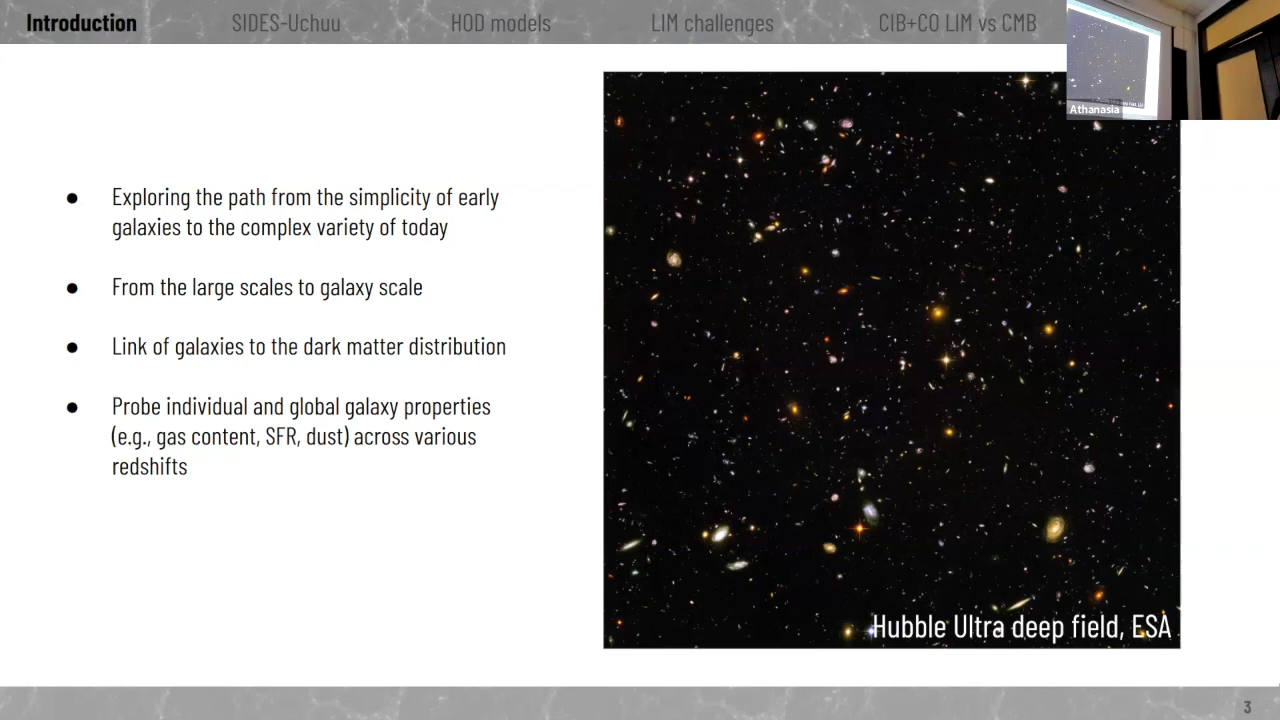 Introduction SIDES-Uchuu HOD models LIM challenges CIB+CO LIM vs CMB
Athanasia
● Exploring the path from the simplicity of early
galaxies to the complex variety of today
● From the large scales to galaxy scale
● Link of galaxies to the dark matter distribution
● Probe individual and global galaxy properties
(e.g., gas content, SFR, dust) across various
redshifts
Hubble Ultra deep field, ESA
3